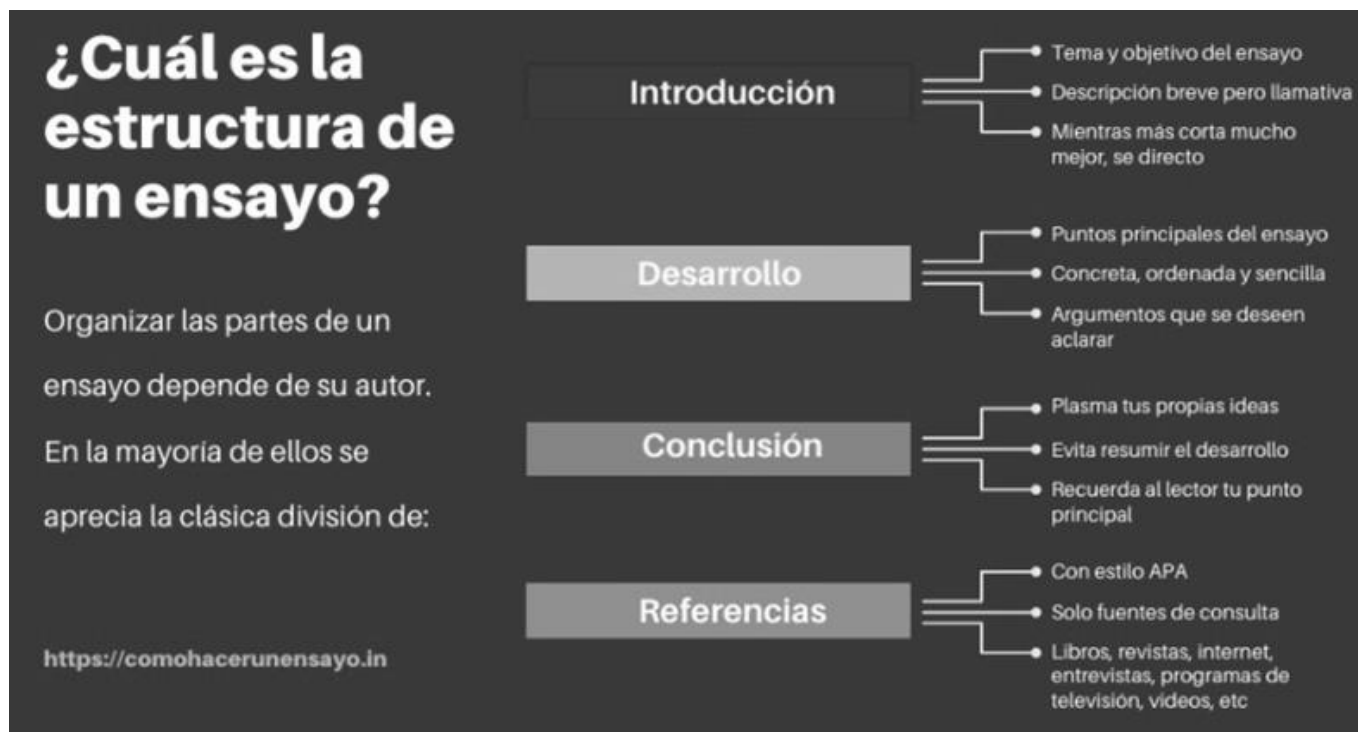 ¿Cuál es la
estructura de
un ensayo?
Organizar las partes de un
ensayo depende de su autor.
En la mayoría de ellos se
aprecia la clásica división de:
https://comohacerunensayo.in
Introducción
Tema y objetivo del ensayo
Descripción breve pero llamativa
Mientras más corta mucho
mejor, se directo
Desarrollo
Puntos principales del ensayo
Concreta, ordenada y sencilla
Argumentos que se deseen
aclarar
Conclusión
Plasma tus propias ideas
Evita resumir el desarrollo
Recuerda al lector tu punto
principal
Referencias
Con estilo APA
Solo fuentes de consulta
Libros, revistas, internet,
entrevistas, programas de
televisión, videos, etc